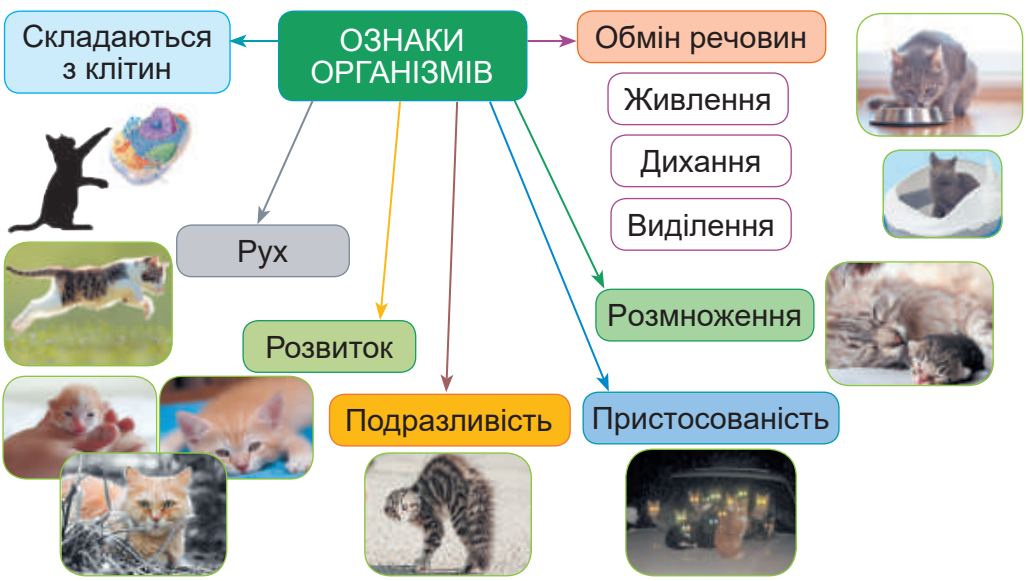 Складаються
з клітин
ОЗНАКИ
ОРГАНІЗМІВ
Обмін речовин
Живлення
Дихання
Виділення
Рух
Розмноження
Розвиток
Подразливість
Пристосованість